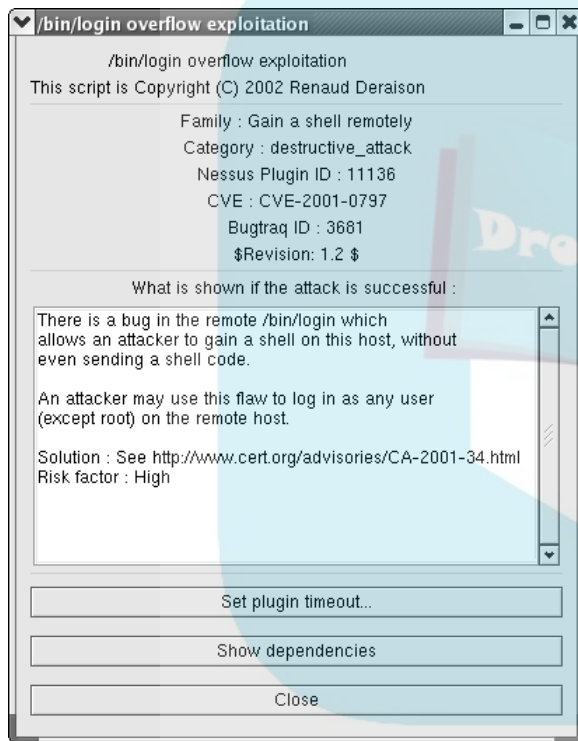 /bin/login overflow exploitation
/bin/login overflow exploitation
This script is Copyright (C) 2002 Renaud Deraison
Family : Gain a shell remotely
Category : destructive_attack
Nessus Plugin ID : 11136
CVE : CVE-2001-0797
Bugtraq ID : 3681
$Revision: 1.2 $
What is shown if the attack is successful :
There is a bug in the remote /bin/login which
allows an attacker to gain a shell on this host, without
even sending a shell code.
An attacker may use this flaw to log in as any user
(except root) on the remote host.
Solution : See http://www.cert.org/advisories/CA-2001-34.html
Risk factor : High
Set plugin timeout...
Show dependencies
Close